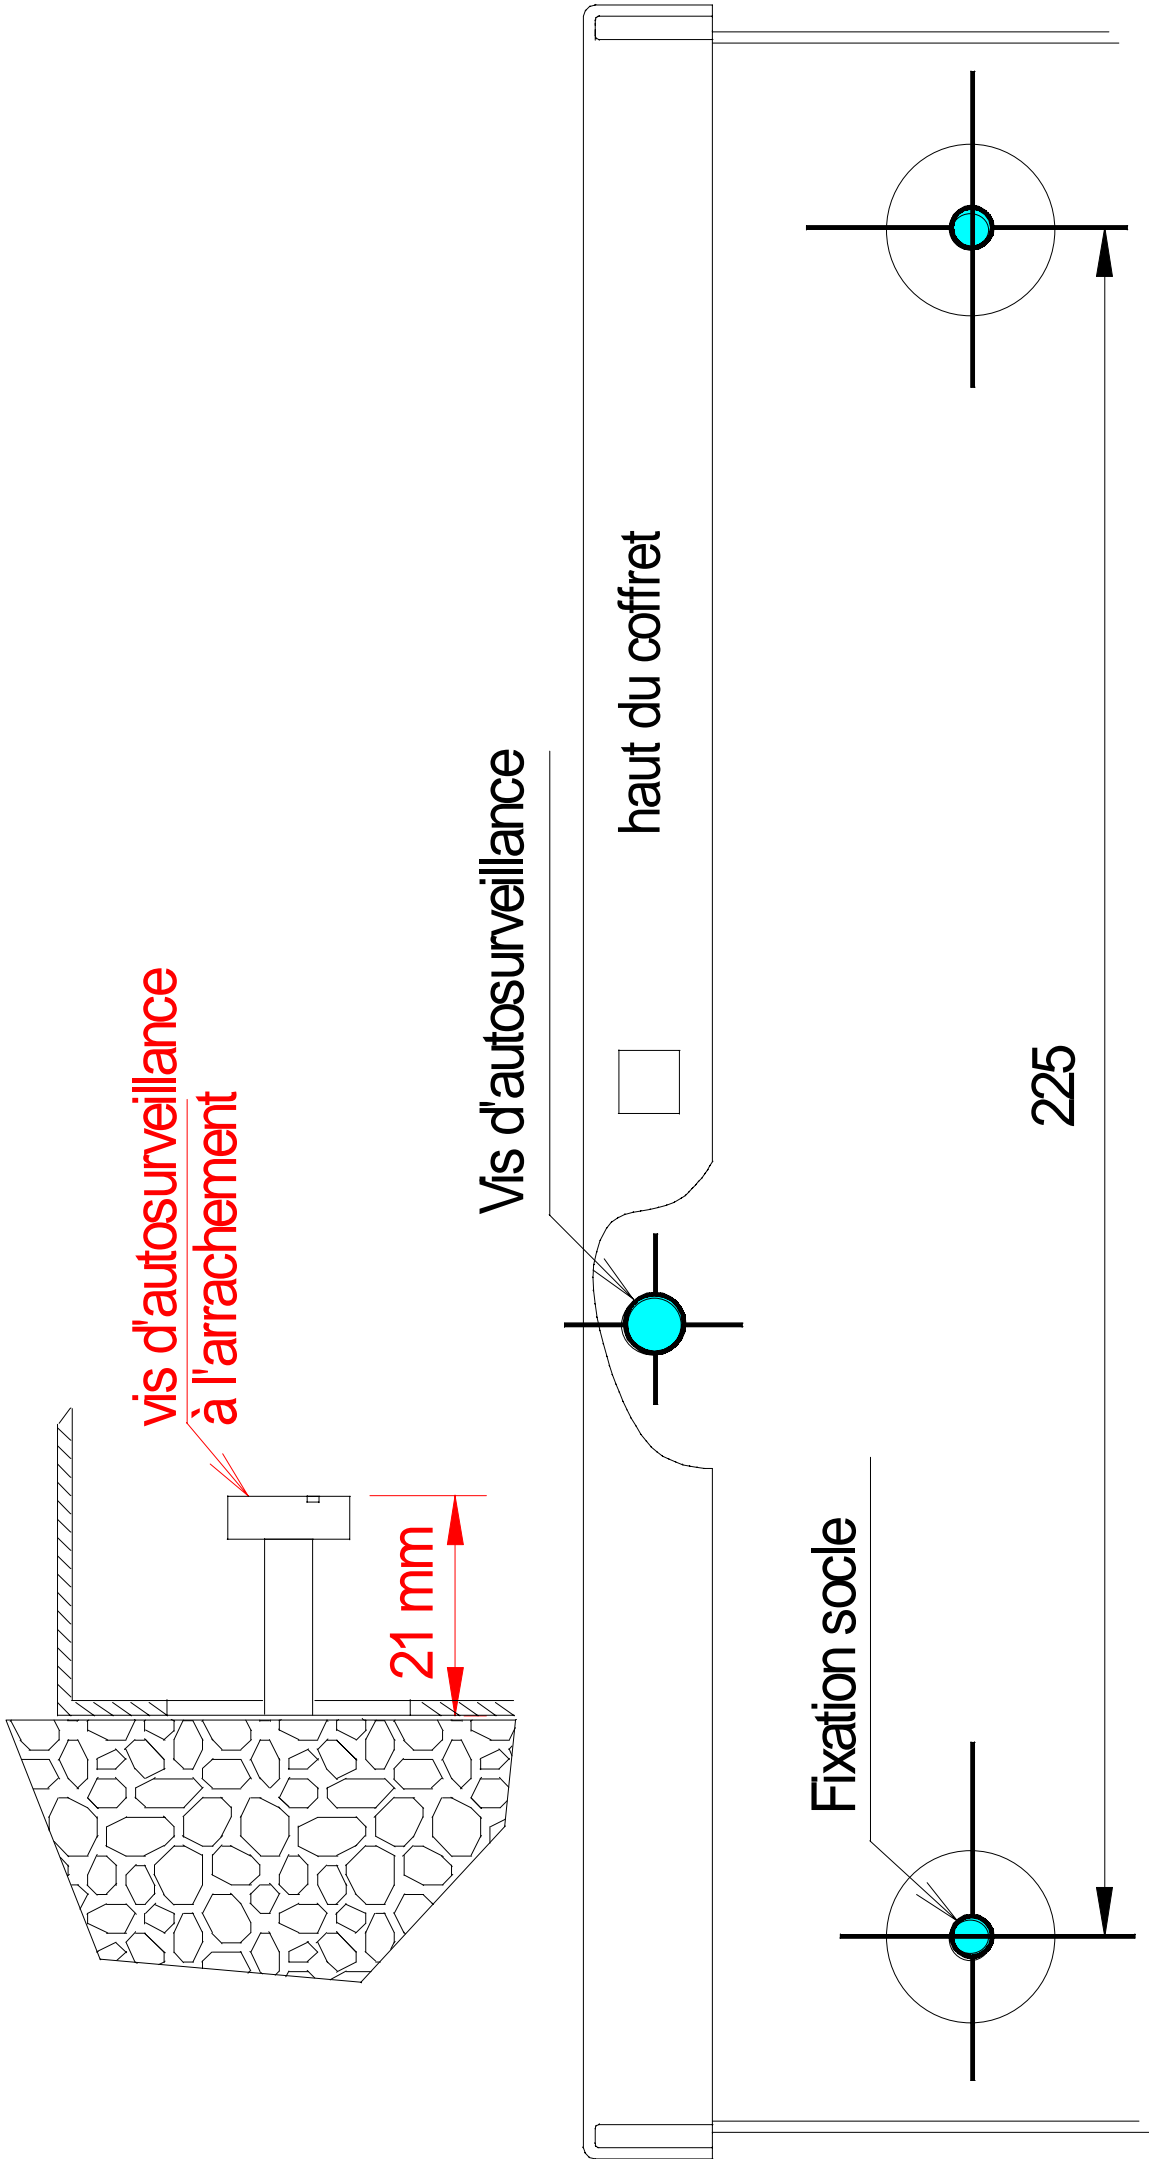 vis d'autosurveillance
à l'arrachement
21 mm
Vis d'autosurveillance
haut du coffret
Fixation socle
225